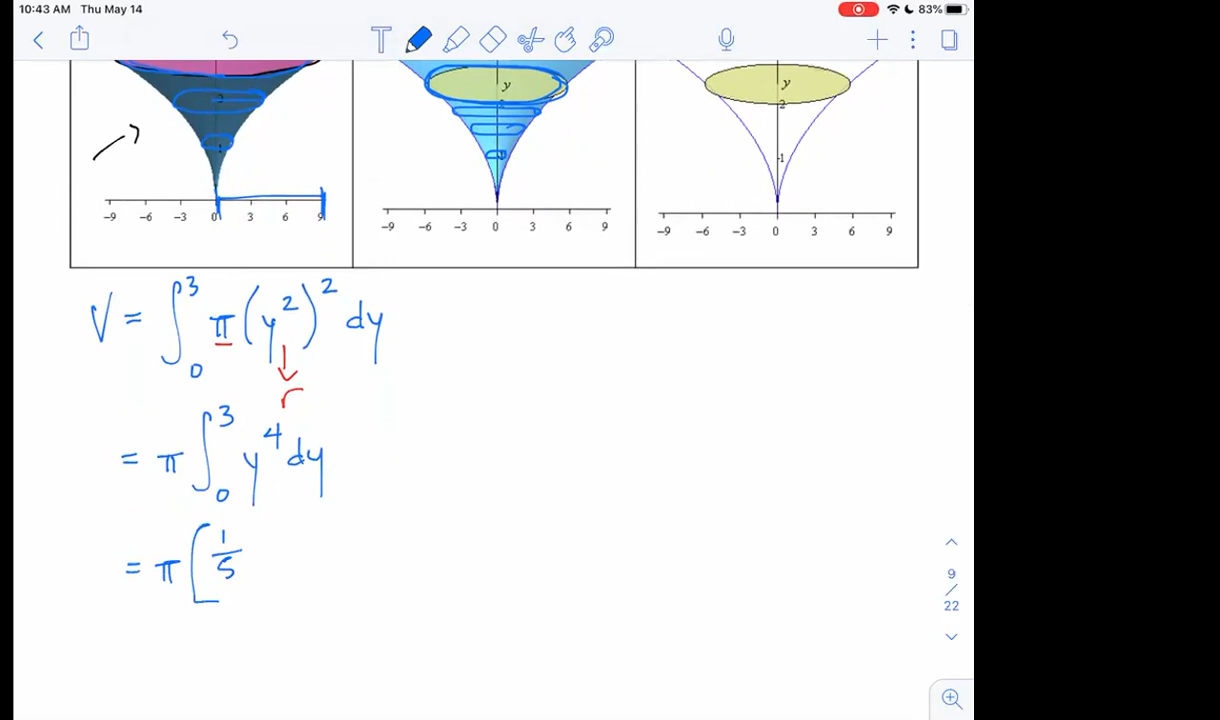 10:43 AM Thu May 14 83%
T
y
2
1
-9 -6 -3 0 3 6 9
y
-9 -6 -3 0 3 6 9
y
2
1
-9 -6 -3 0 3 6 9
V = ∫₀³ π (y²)² dy
r
= π ∫₀³ y⁴ dy
= π [ 1/5
9
/
22